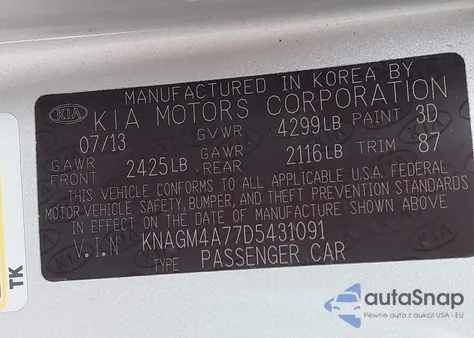 MANUFACTURED IN KOREA BY
KIA KIA MOTORS CORPORATION
07/13 GVWR 4299LB PAINT 3D
GAWR FRONT 2425LB GAWR REAR 2116LB TRIM 87
THIS VEHICLE CONFORMS TO ALL APPLICABLE U.S.A. FEDERAL
MOTOR VEHICLE SAFETY, BUMPER, AND THEFT PREVENTION STANDARDS
IN EFFECT ON THE DATE OF MANUFACTURE SHOWN ABOVE
V.I.N KNAGM4A77D5431091
TYPE PASSENGER CAR
TK
autoSnap
Pewne auta z aukcji USA i EU